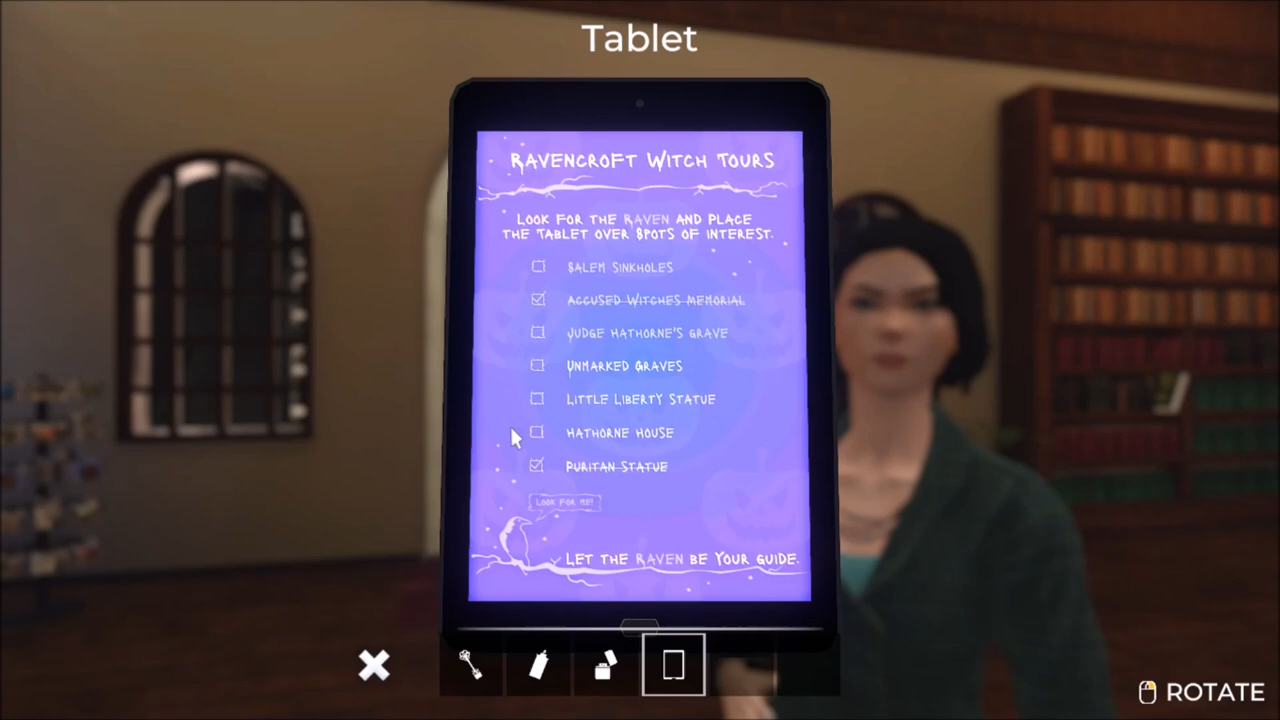 Tablet
RAVENCROFT WITCH TOURS
LOOK FOR THE RAVEN AND PLACE
THE TABLET OVER SPOTS OF INTEREST.
SALEM SINKHOLES
ACCUSED WITCHES MEMORIAL
JUDGE HATHORNE'S GRAVE
UNMARKED GRAVES
LITTLE LIBERTY STATUE
HATHORNE HOUSE
PURITAN STATUE
LOOK FOR ME!
LET THE RAVEN BE YOUR GUIDE.
ROTATE